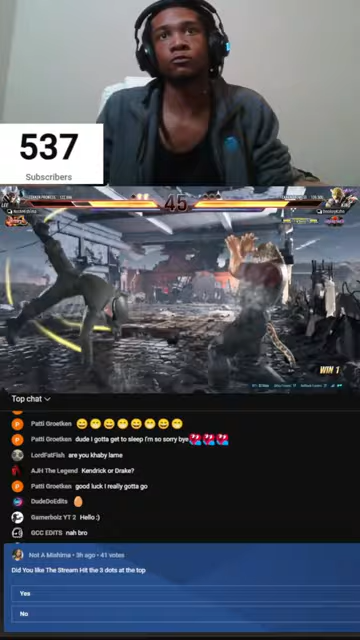 537
Subscribers
45
LEE
WIN 1
Top chat
Patti Groetken
Patti Groetken dude I gotta get to sleep I'm so sorry bye
LordFatFish are you khaby lame
AJH The Legend Kendrick or Drake?
Patti Groetken good luck I really gotta go
DudeDoEdits
Gamerboiz YT 2 Hello :)
GCC EDITS nah bro
Not A Mishima • 3h ago • 41 votes
Did You like The Stream Hit the 3 dots at the top
Yes
No